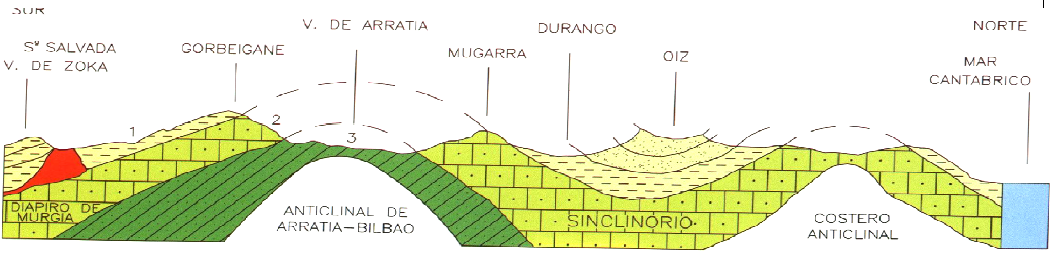 SUR
Sª SALVADA
V. DE ZOKA
GORBEIGANE
V. DE ARRATIA
MUGARRA
DURANGO
OIZ
NORTE
MAR
CANTABRICO
1
2
3
DIAPIRO DE
MURGIA
ANTICLINAL DE
ARRATIA-BILBAO
SINCLINORIO
COSTERO
ANTICLINAL